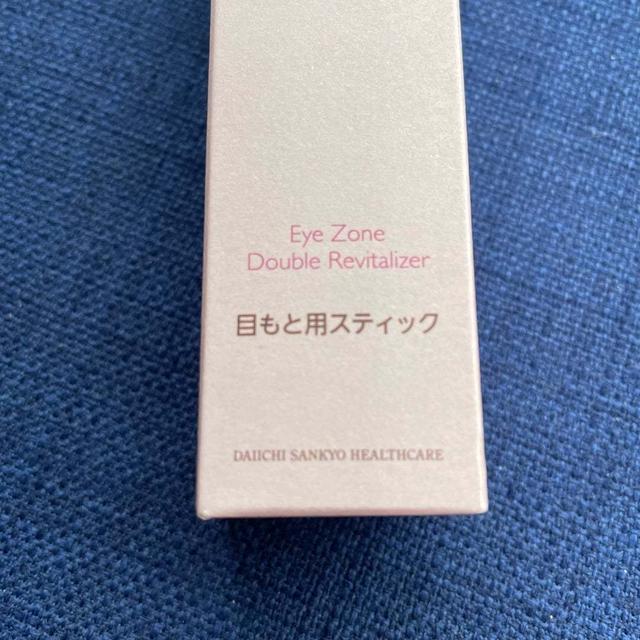 Eye Zone
Double Revitalizer
目もと用スティック
DAIICHI SANKYO HEALTHCARE